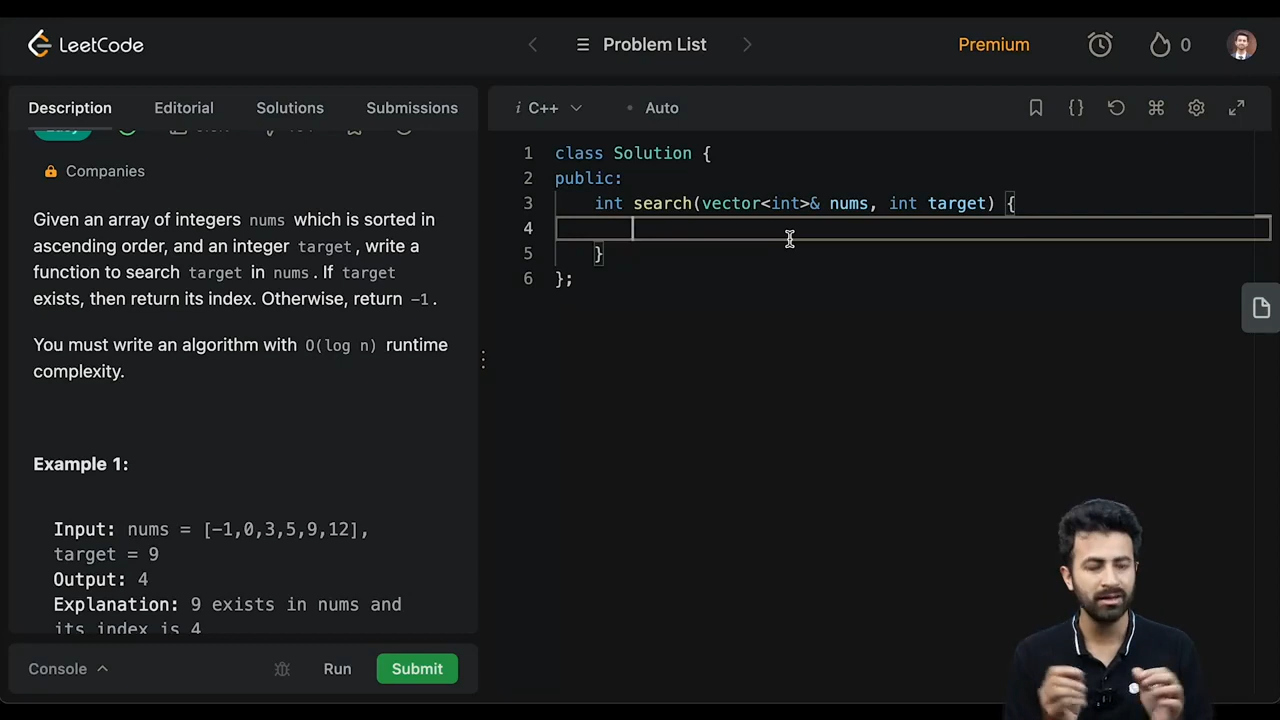 LeetCode
Problem List
Premium
0
Description
Editorial
Solutions
Submissions
Companies
Given an array of integers nums which is sorted in
ascending order, and an integer target, write a
function to search target in nums. If target
exists, then return its index. Otherwise, return -1.
You must write an algorithm with O(log n) runtime
complexity.
Example 1:
Input: nums = [-1,0,3,5,9,12],
target = 9
Output: 4
Explanation: 9 exists in nums and
its index is 4
Console
Run
Submit
i C++
Auto
1 class Solution {
2 public:
3 int search(vector<int>& nums, int target) {
4
5 }
6 };